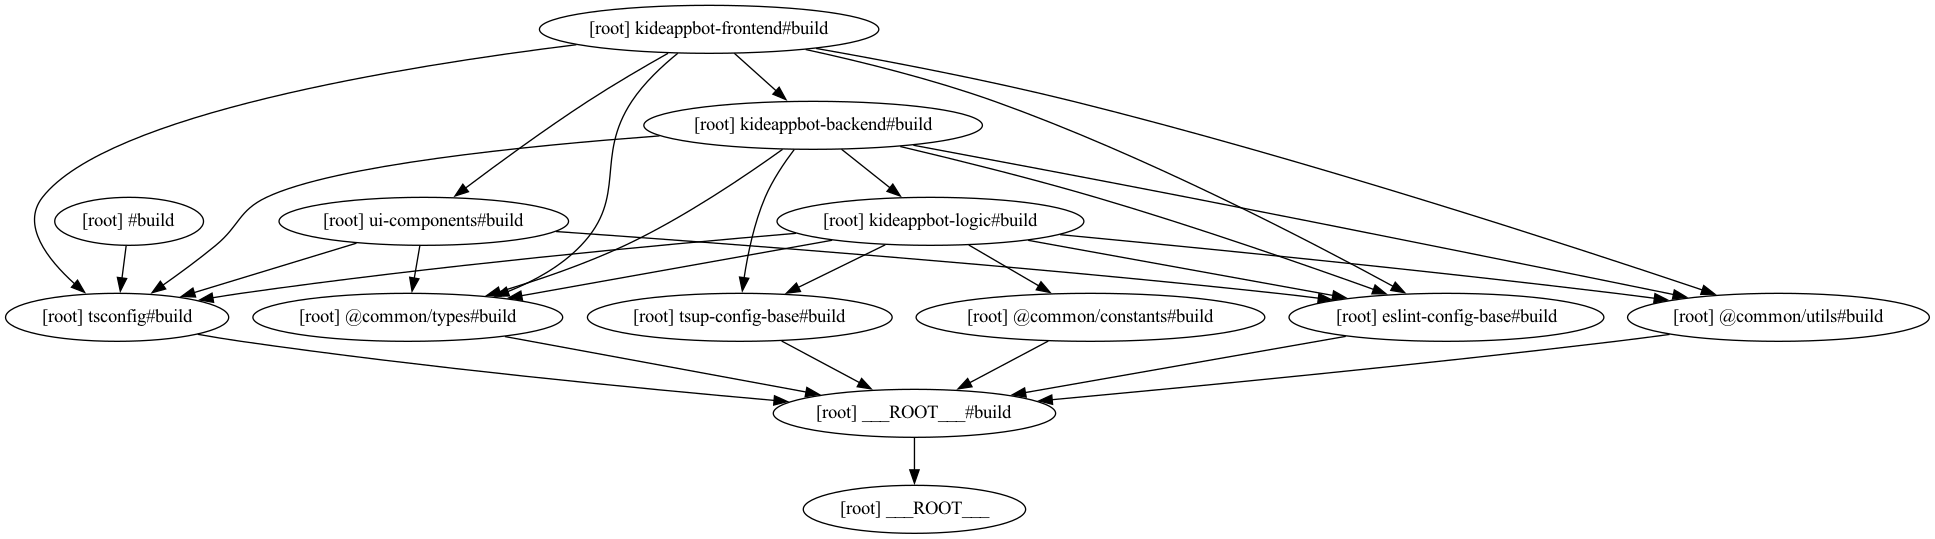 [root] kideappbot-frontend#build
[root] kideappbot-backend#build
[root] #build
[root] ui-components#build
[root] kideappbot-logic#build
[root] tsconfig#build
[root] @common/types#build
[root] tsup-config-base#build
[root] @common/constants#build
[root] eslint-config-base#build
[root] @common/utils#build
[root] ___ROOT___#build
[root] ___ROOT___